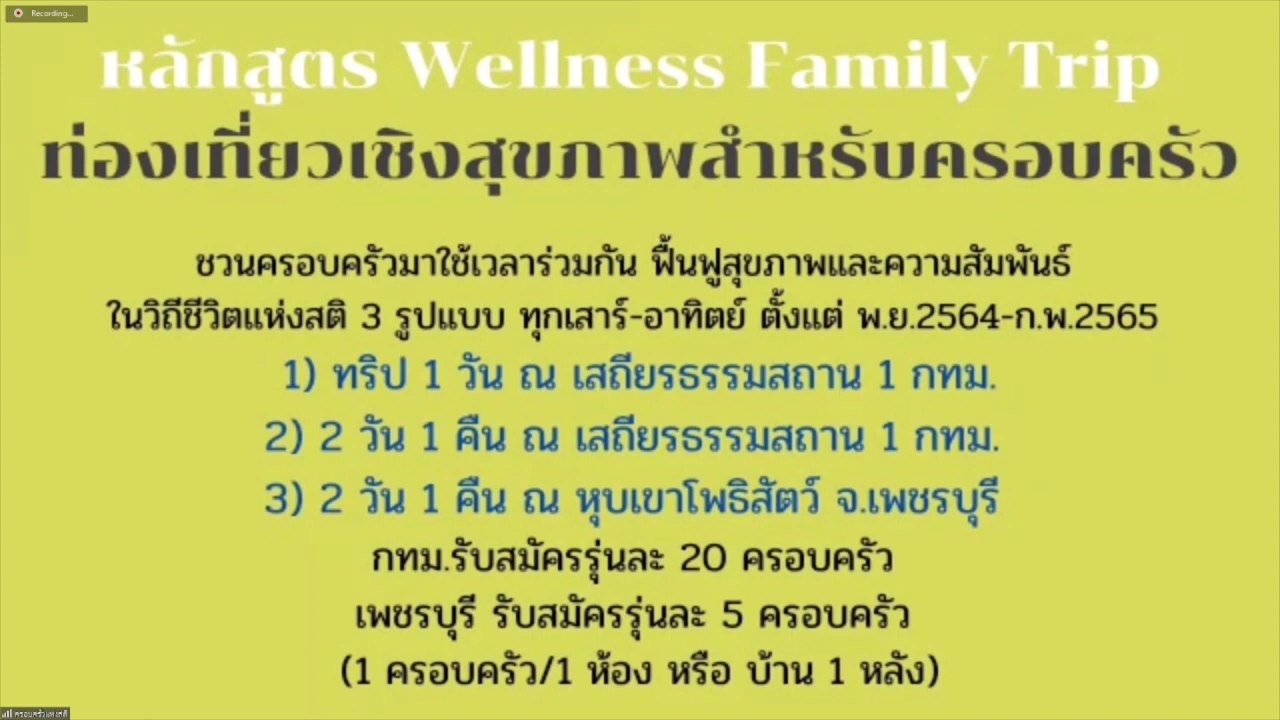 Recording...
หลักสูตร Wellness Family Trip
ท่องเที่ยวเชิงสุขภาพสำหรับครอบครัว
ชวนครอบครัวมาใช้เวลาร่วมกัน ฟื้นฟูสุขภาพและความสัมพันธ์
ในวิถีชีวิตแห่งสติ 3 รูปแบบ ทุกเสาร์-อาทิตย์ ตั้งแต่ พ.ย.2564-ก.พ.2565
1) ทริป 1 วัน ณ เสถียรธรรมสถาน 1 กทม.
2) 2 วัน 1 คืน ณ เสถียรธรรมสถาน 1 กทม.
3) 2 วัน 1 คืน ณ หุบเขาโพธิสัตว์ จ.เพชรบุรี
กทม.รับสมัครรุ่นละ 20 ครอบครัว
เพชรบุรี รับสมัครรุ่นละ 5 ครอบครัว
(1 ครอบครัว/1 ห้อง หรือ บ้าน 1 หลัง)
ครอบครัวแห่งสติ